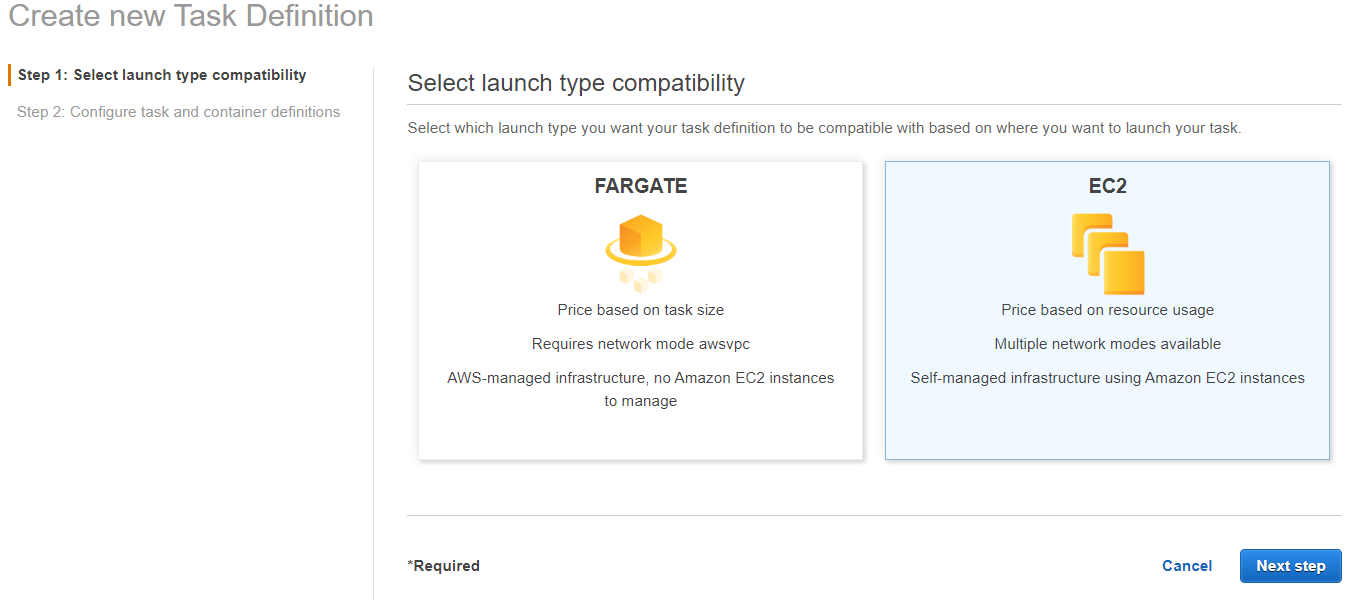 Create new Task Definition
Step 1: Select launch type compatibility
Step 2: Configure task and container definitions
Select launch type compatibility
Select which launch type you want your task definition to be compatible with based on where you want to launch your task.
FARGATE
Price based on task size
Requires network mode awsvpc
AWS-managed infrastructure, no Amazon EC2 instances
to manage
EC2
Price based on resource usage
Multiple network modes available
Self-managed infrastructure using Amazon EC2 instances
*Required
Cancel
Next step